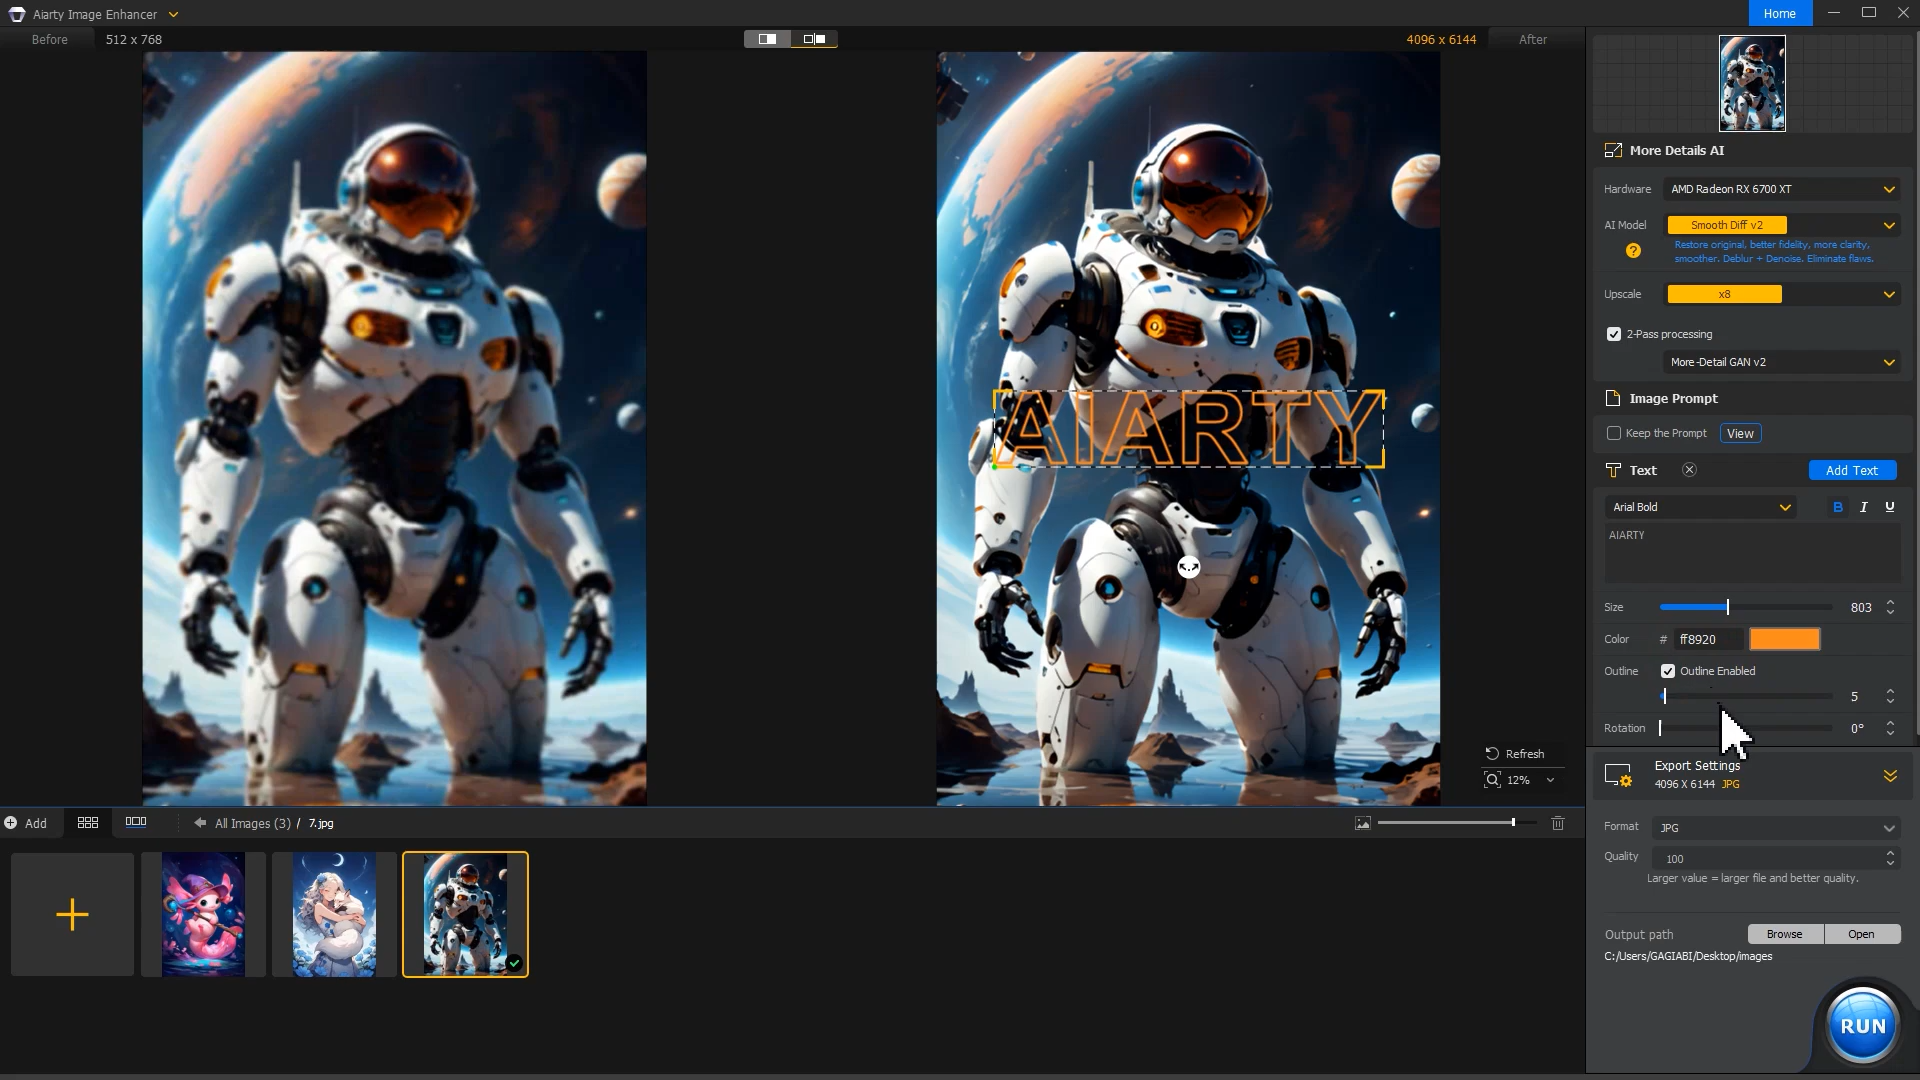 Aiarty Image Enhancer
Home
Before
512 x 768
4096 x 6144
After
More Details AI
Hardware
AMD Radeon RX 6700 XT
AI Model
Smooth Diff v2
?
Restore original, better fidelity, more clarity,
smoother. Deblur + Denoise. Eliminate flaws.
Upscale
x8
2-Pass processing
More-Detail GAN v2
Image Prompt
Keep the Prompt
View
AIARTY
T Text
Add Text
Arial Bold
B I U
AIARTY
Size
803
Color
# ff8920
Outline
Outline Enabled
5
Rotation
0°
Refresh
12%
Export Settings
4096 X 6144 JPG
Add
All Images (3) / 7.jpg
Format
JPG
Quality
100
Larger value = larger file and better quality.
Output path
Browse
Open
C:/Users/GAGIABI/Desktop/images
RUN